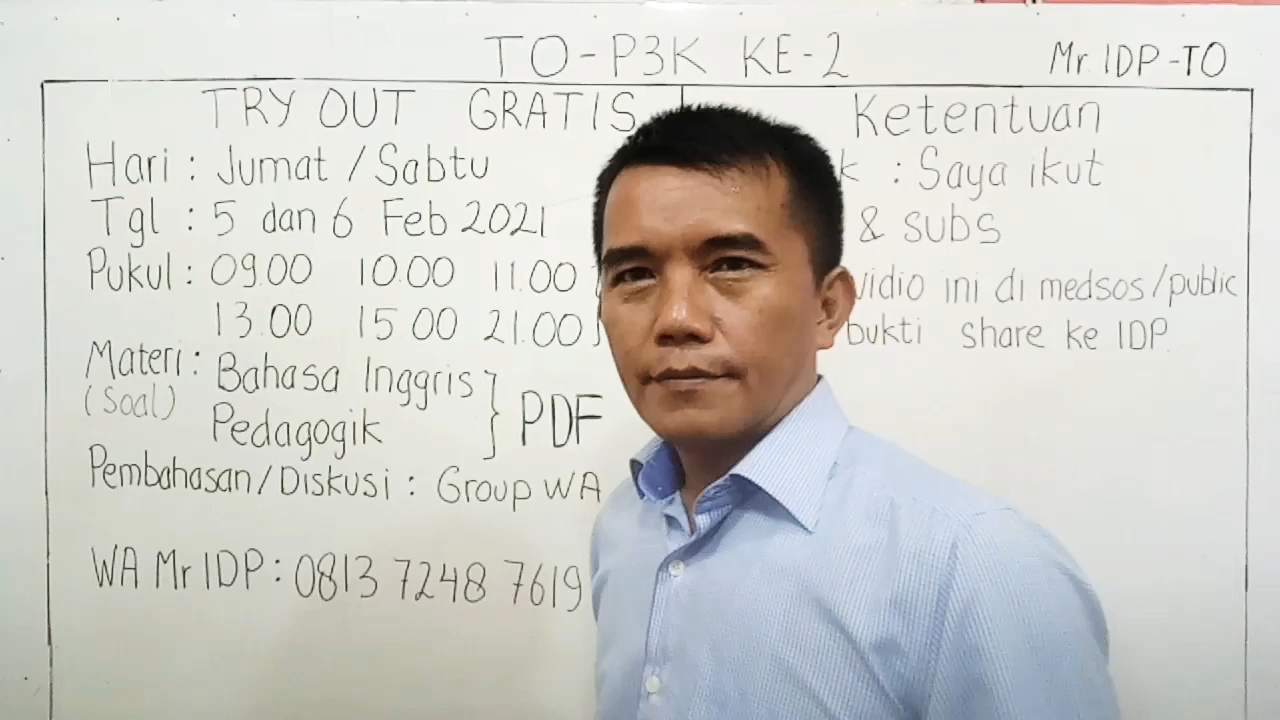 TO-P3K KE-2
Mr IDP-TO
TRY OUT GRATIS
Hari : Jumat / Sabtu
Tgl : 5 dan 6 Feb 2021
Pukul : 09.00 10.00 11.00
13.00 15 00 21.00
Materi : Bahasa Inggris
(Soal) Pedagogik } PDF
Pembahasan/Diskusi : Group WA
WA Mr IDP : 0813 7248 7619
Ketentuan
k : Saya ikut
& subs
vidio ini di medsos/public
bukti share ke IDP